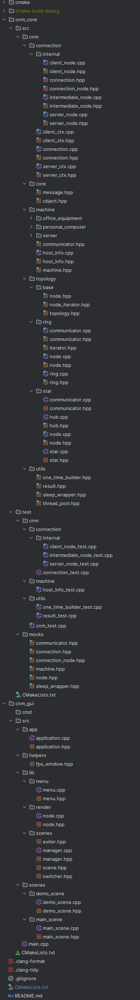 cmake
cmake-build-debug
cnm_core
src
cnm
connection
internal
client_node.cpp
client_node.hpp
connection.hpp
connection_node.hpp
intermediate_node.cpp
intermediate_node.hpp
server_node.cpp
server_node.hpp
client_ctx.cpp
client_ctx.hpp
connection.cpp
connection.hpp
server_ctx.cpp
server_ctx.hpp
core
message.hpp
object.hpp
machine
office_equipment
personal_computer
server
communicator.hpp
host_info.cpp
host_info.hpp
machine.hpp
topology
base
node.hpp
node_iterator.hpp
topology.hpp
ring
communicator.cpp
communicator.hpp
iterator.hpp
node.cpp
node.hpp
ring.cpp
ring.hpp
star
communicator.cpp
communicator.hpp
hub.cpp
hub.hpp
node.cpp
node.hpp
star.cpp
star.hpp
utils
one_time_builder.hpp
result.hpp
sleep_wrapper.hpp
thread_pool.hpp
test
cnm
connection
internal
client_node_test.cpp
intermediate_node_test.cpp
server_node_test.cpp
connection_test.cpp
machine
host_info_test.cpp
utils
one_time_builder_test.cpp
result_test.cpp
cnm_test.cpp
mocks
communicator.hpp
connection.hpp
connection_node.hpp
machine.hpp
node.hpp
sleep_wrapper.hpp
CMakeLists.txt
cnm_gui
cmd
src
app
application.cpp
application.hpp
helpers
fps_window.hpp
lib
menu
menu.cpp
menu.hpp
render
node.cpp
node.hpp
scenes
exiter.hpp
manager.cpp
manager.hpp
scene.hpp
switcher.hpp
scenes
demo_scene
demo_scene.cpp
demo_scene.hpp
main_scene
main_scene.cpp
main_scene.hpp
main.cpp
CMakeLists.txt
.clang-format
.clang-tidy
.gitignore
CMakeLists.txt
README.md